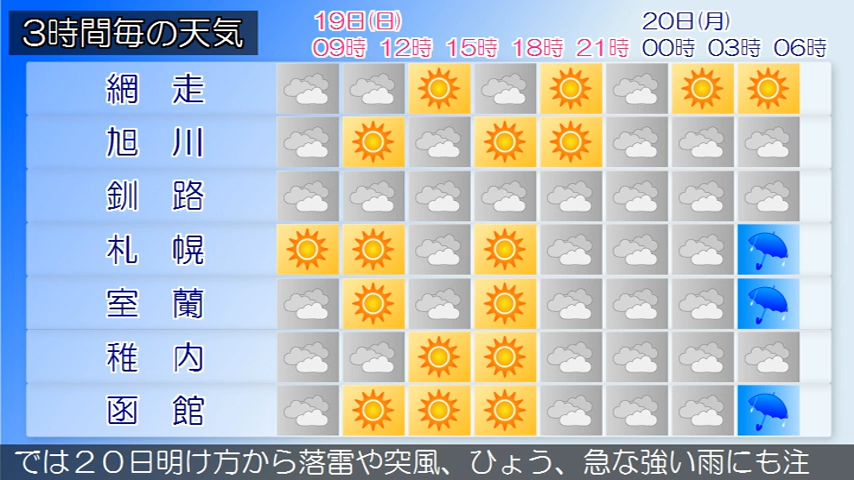 3時間毎の天気
19日(日) 20日(月)
09時 12時 15時 18時 21時 00時 03時 06時
網走
旭川
釧路
札幌
室蘭
稚内
函館
では20日明け方から落雷や突風、ひょう、急な強い雨にも注